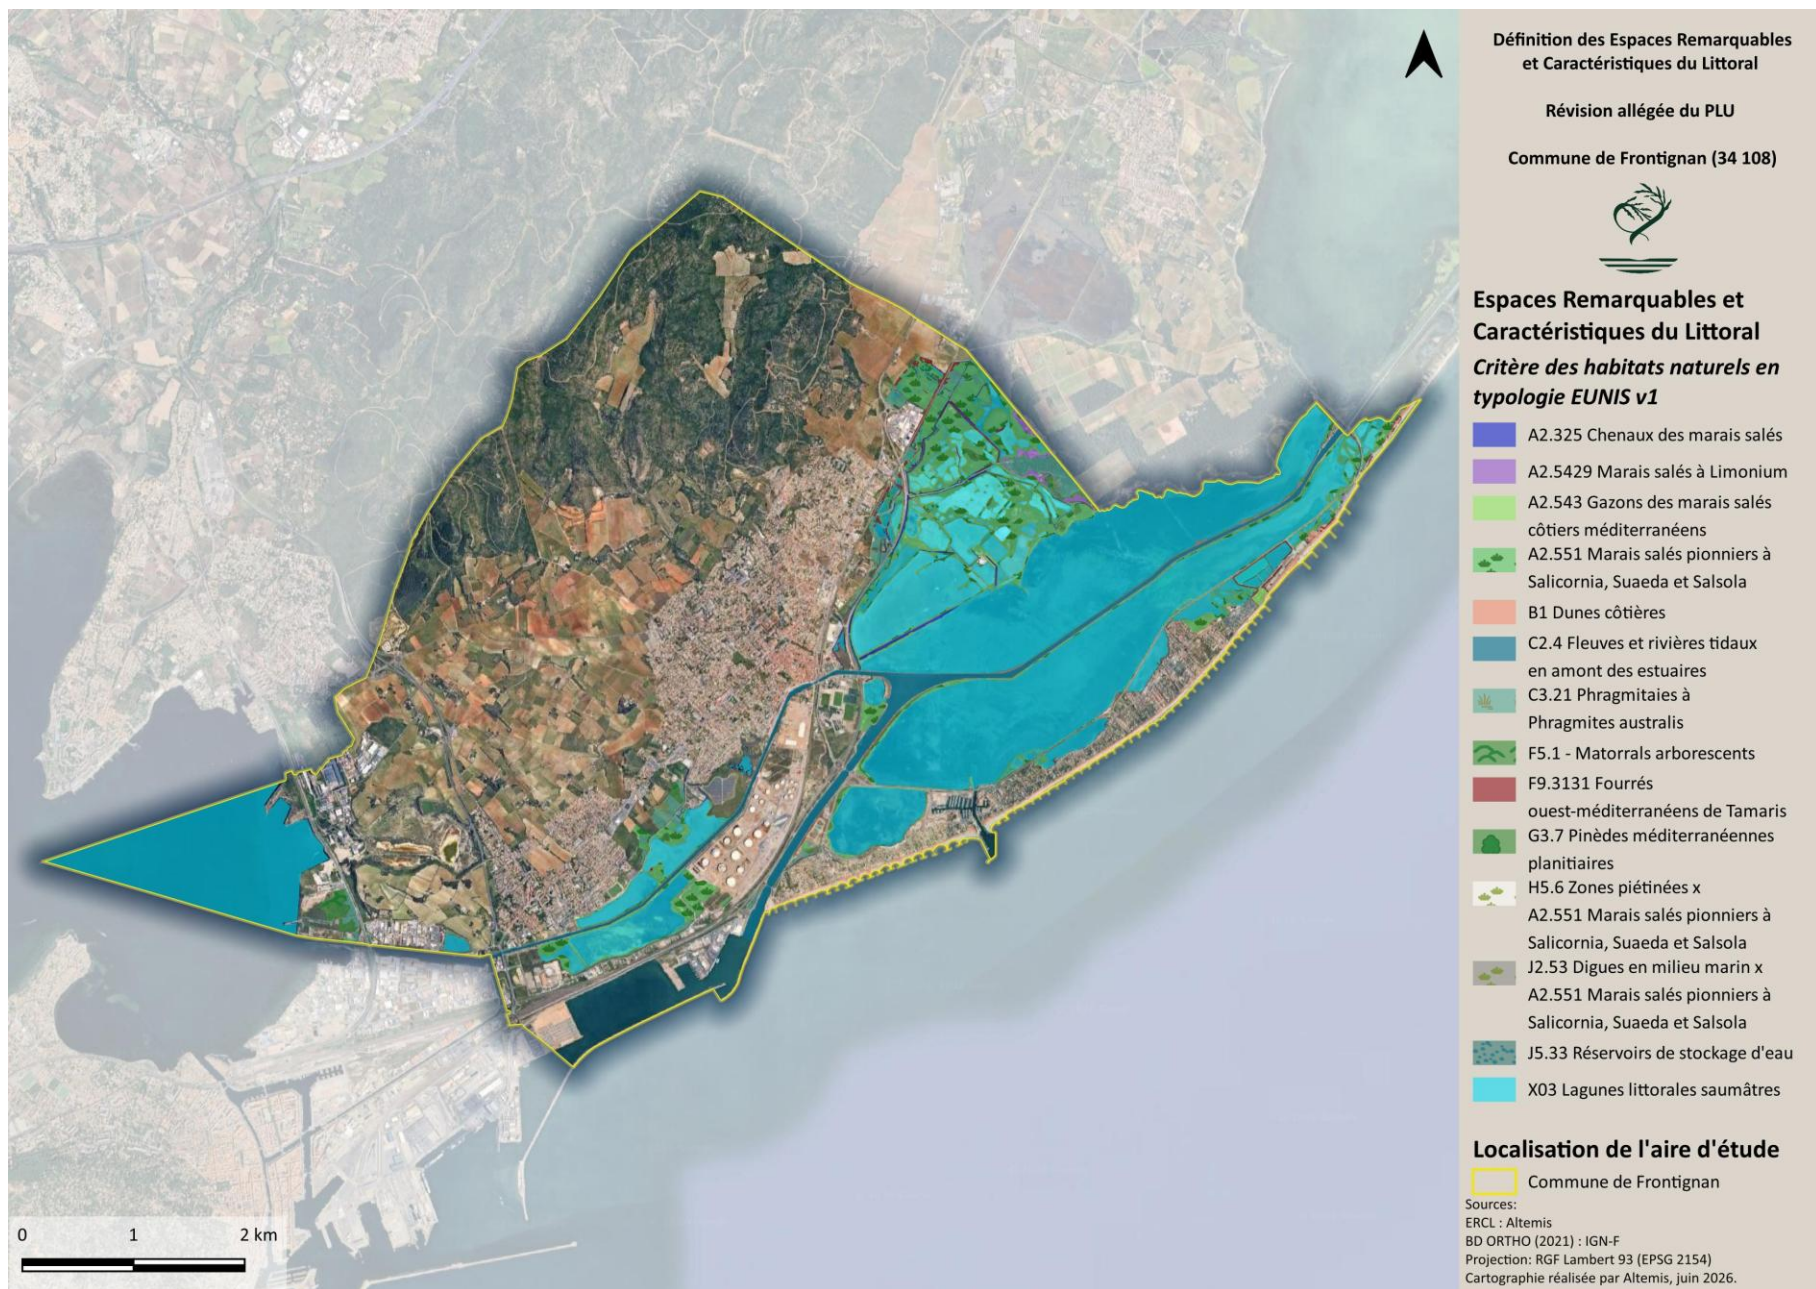 Définition des Espaces Remarquables
et Caractéristiques du Littoral
Révision allégée du PLU
Commune de Frontignan (34 108)
Espaces Remarquables et
Caractéristiques du Littoral
Critère des habitats naturels en
typologie EUNIS v1
A2.325 Chenaux des marais salés
A2.5429 Marais salés à Limonium
A2.543 Gazons des marais salés
côtiers méditerranéens
A2.551 Marais salés pionniers à
Salicornia, Suaeda et Salsola
B1 Dunes côtières
C2.4 Fleuves et rivières tidaux
en amont des estuaires
C3.21 Phragmitaies à
Phragmites australis
F5.1 - Matorrals arborescents
F9.3131 Fourrés
ouest-méditerranéens de Tamaris
G3.7 Pinèdes méditerranéennes
planitiaires
H5.6 Zones piétinées x
A2.551 Marais salés pionniers à
Salicornia, Suaeda et Salsola
J2.53 Digues en milieu marin x
A2.551 Marais salés pionniers à
Salicornia, Suaeda et Salsola
J5.33 Réservoirs de stockage d'eau
X03 Lagunes littorales saumâtres
Localisation de l'aire d'étude
Commune de Frontignan
Sources:
ERCL : Altemis
BD ORTHO (2021) : IGN-F
Projection: RGF Lambert 93 (EPSG 2154)
Cartographie réalisée par Altemis, juin 2026.
0 1 2 km